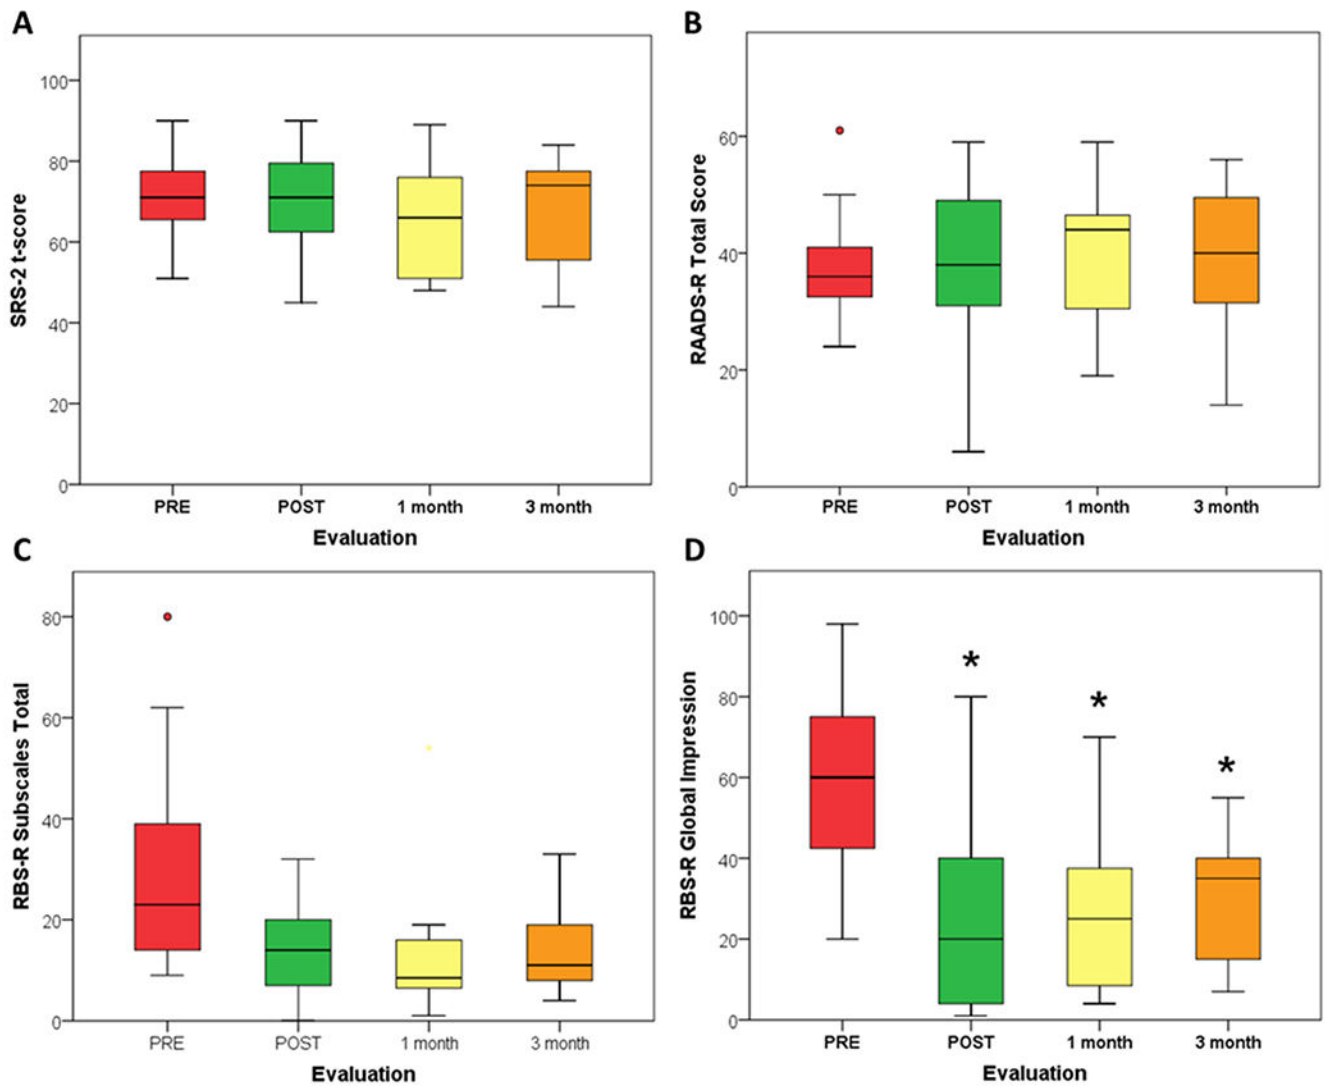 A
SRS-2 t-score
100
80
60
40
20
0
PRE POST 1 month 3 month
Evaluation
B
RAADS-R Total Score
60
40
20
0
PRE POST 1 month 3 month
Evaluation
C
RBS-R Subscales Total
80
60
40
20
0
PRE POST 1 month 3 month
Evaluation
D
RBS-R Global Impression
100
80
60
40
20
0
* * *
PRE POST 1 month 3 month
Evaluation